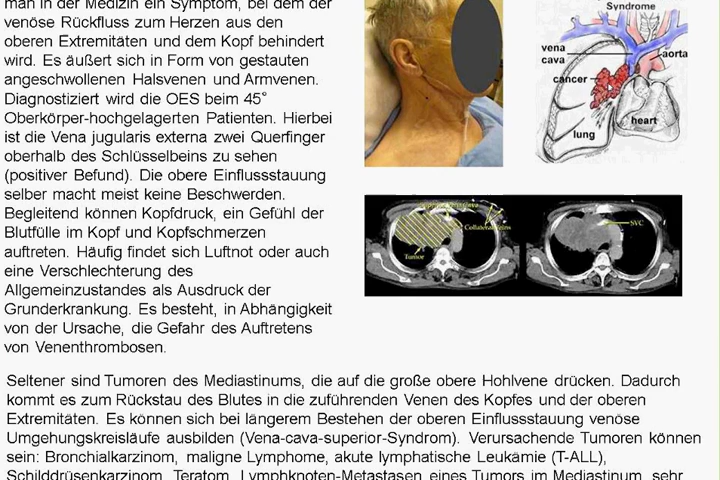 man in der Medizin ein Symptom, bei dem der
venöse Rückfluss zum Herzen aus den
oberen Extremitäten und dem Kopf behindert
wird. Es äußert sich in Form von gestauten
angeschwollenen Halsvenen und Armvenen.
Diagnostiziert wird die OES beim 45°
Oberkörper-hochgelagerten Patienten. Hierbei
ist die Vena jugularis externa zwei Querfinger
oberhalb des Schlüsselbeins zu sehen
(positiver Befund). Die obere Einflussstauung
selber macht meist keine Beschwerden.
Begleitend können Kopfdruck, ein Gefühl der
Blutfülle im Kopf und Kopfschmerzen
auftreten. Häufig findet sich Luftnot oder auch
eine Verschlechterung des
Allgemeinzustandes als Ausdruck der
Grunderkrankung. Es besteht, in Abhängigkeit
von der Ursache, die Gefahr des Auftretens
von Venenthrombosen.
Syndrome
vena
cava
aorta
cancer
heart
lung
Collateral Veins
Tumor
SVC
Seltener sind Tumoren des Mediastinums, die auf die große obere Hohlvene drücken. Dadurch
kommt es zum Rückstau des Blutes in die zuführenden Venen des Kopfes und der oberen
Extremitäten. Es können sich bei längerem Bestehen der oberen Einflussstauung venöse
Umgehungskreisläufe ausbilden (Vena-cava-superior-Syndrom). Verursachende Tumoren können
sein: Bronchialkarzinom, maligne Lymphome, akute lymphatische Leukämie (T-ALL),
Schilddrüsenkarzinom, Teratom, Lymphknoten-Metastasen eines Tumors im Mediastinum, sehr